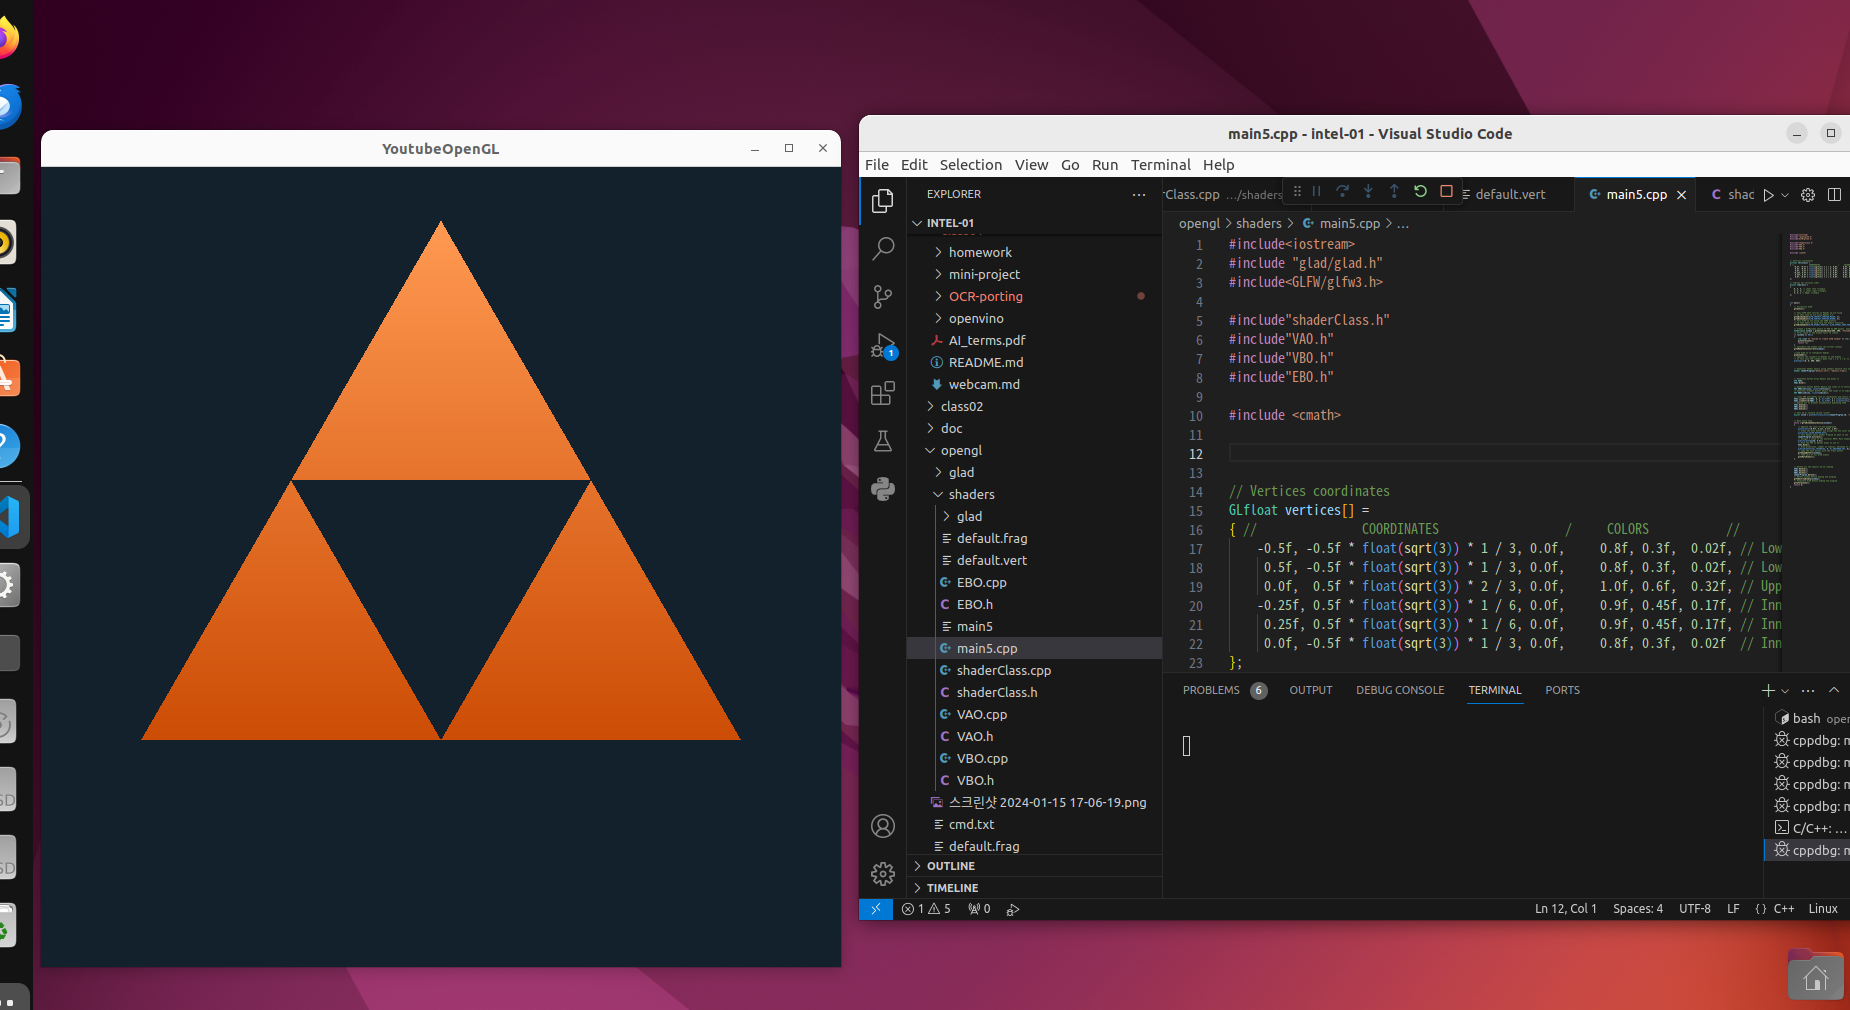 YoutubeOpenGL
main5.cpp - intel-01 - Visual Studio Code
File Edit Selection View Go Run Terminal Help
EXPLORER
INTEL-01
homework
mini-project
OCR-porting
openvino
AI_terms.pdf
README.md
webcam.md
class02
doc
opengl
glad
shaders
glad
default.frag
default.vert
EBO.cpp
EBO.h
main5
main5.cpp
shaderClass.cpp
shaderClass.h
VAO.cpp
VAO.h
VBO.cpp
VBO.h
스크린샷 2024-01-15 17-06-19.png
cmd.txt
default.frag
OUTLINE
TIMELINE
rClass.cpp .../shaders default.vert main5.cpp shad
opengl > shaders > main5.cpp > ...
1 #include<iostream>
2 #include "glad/glad.h"
3 #include<GLFW/glfw3.h>
4
5 #include"shaderClass.h"
6 #include"VAO.h"
7 #include"VBO.h"
8 #include"EBO.h"
9
10 #include <cmath>
11
12
13
14 // Vertices coordinates
15 GLfloat vertices[] =
16 { // COORDINATES / COLORS //
17 -0.5f, -0.5f * float(sqrt(3)) * 1 / 3, 0.0f, 0.8f, 0.3f, 0.02f, // Low
18 0.5f, -0.5f * float(sqrt(3)) * 1 / 3, 0.0f, 0.8f, 0.3f, 0.02f, // Low
19 0.0f, 0.5f * float(sqrt(3)) * 2 / 3, 0.0f, 1.0f, 0.6f, 0.32f, // Upp
20 -0.25f, 0.5f * float(sqrt(3)) * 1 / 6, 0.0f, 0.9f, 0.45f, 0.17f, // Inn
21 0.25f, 0.5f * float(sqrt(3)) * 1 / 6, 0.0f, 0.9f, 0.45f, 0.17f, // Inn
22 0.0f, -0.5f * float(sqrt(3)) * 1 / 3, 0.0f, 0.8f, 0.3f, 0.02f // Inn
23 };
PROBLEMS 6 OUTPUT DEBUG CONSOLE TERMINAL PORTS
bash oper
cppdbg: m
cppdbg: m
cppdbg: m
cppdbg: m
C/C++: ...
cppdbg: m
1 5 0
Ln 12, Col 1 Spaces: 4 UTF-8 LF {} C++ Linux
1
SD
SD